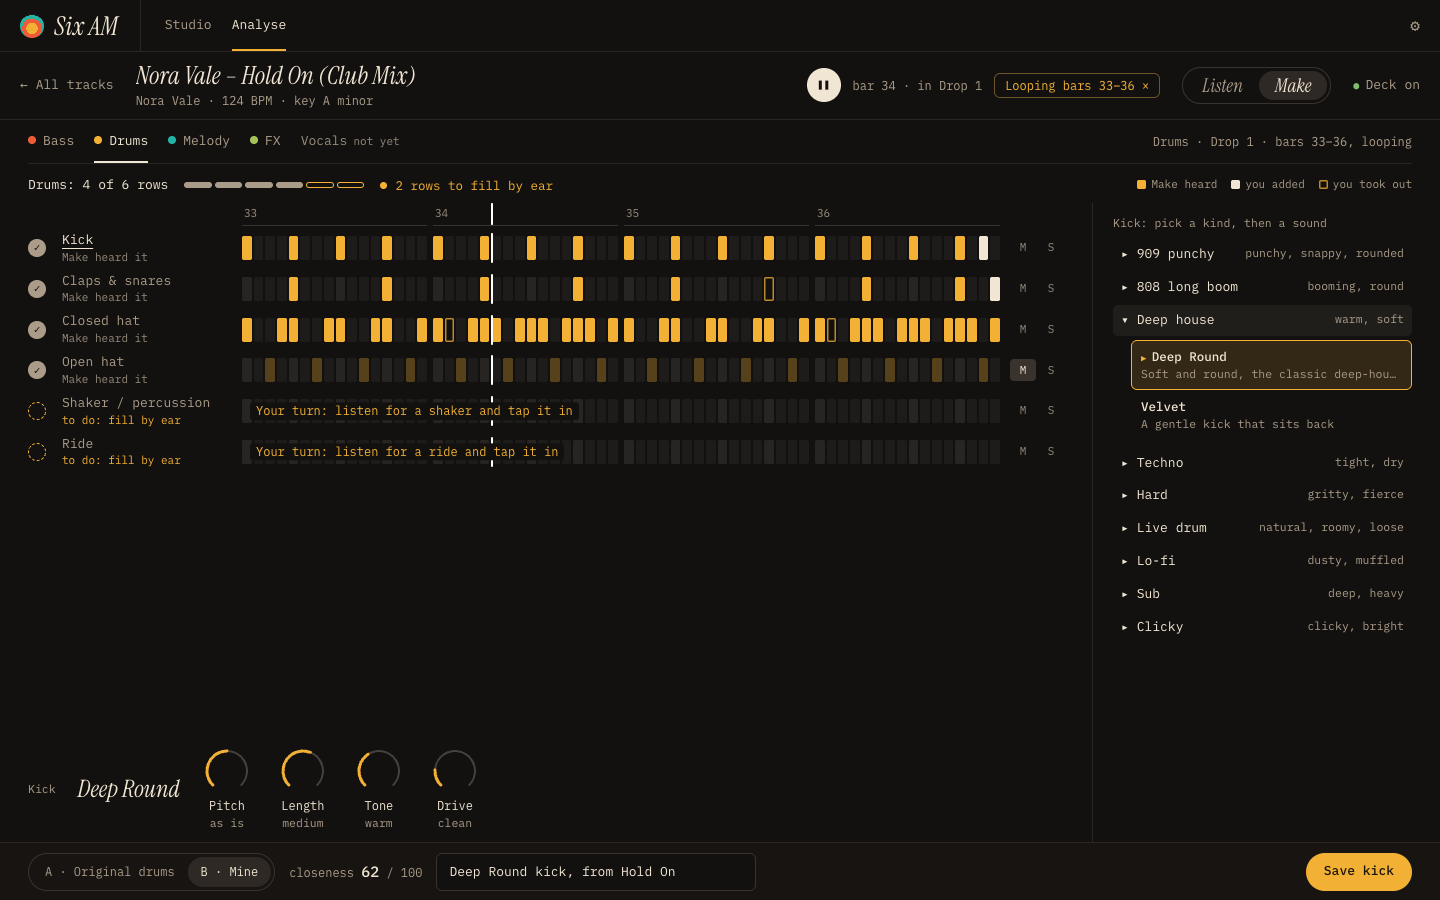 Six AM
Studio Analyse
⚙
← All tracks
Nora Vale – Hold On (Club Mix)
Nora Vale · 124 BPM · key A minor
bar 34 · in Drop 1
Looping bars 33–36 ×
Listen Make
Deck on
Bass Drums Melody FX Vocals not yet
Drums · Drop 1 · bars 33–36, looping
Drums: 4 of 6 rows
2 rows to fill by ear
Make heard you added you took out
33 34 35 36
Kick
Make heard it
M S
Claps & snares
Make heard it
M S
Closed hat
Make heard it
M S
Open hat
Make heard it
M S
Shaker / percussion
to do: fill by ear
Your turn: listen for a shaker and tap it in
M S
Ride
to do: fill by ear
Your turn: listen for a ride and tap it in
M S
Kick: pick a kind, then a sound
▸ 909 punchy punchy, snappy, rounded
▸ 808 long boom booming, round
▾ Deep house warm, soft
▸ Deep Round
Soft and round, the classic deep-hou…
Velvet
A gentle kick that sits back
▸ Techno tight, dry
▸ Hard gritty, fierce
▸ Live drum natural, roomy, loose
▸ Lo-fi dusty, muffled
▸ Sub deep, heavy
▸ Clicky clicky, bright
Kick Deep Round
Pitch
as is
Length
medium
Tone
warm
Drive
clean
A · Original drums B · Mine
closeness 62 / 100
Deep Round kick, from Hold On
Save kick